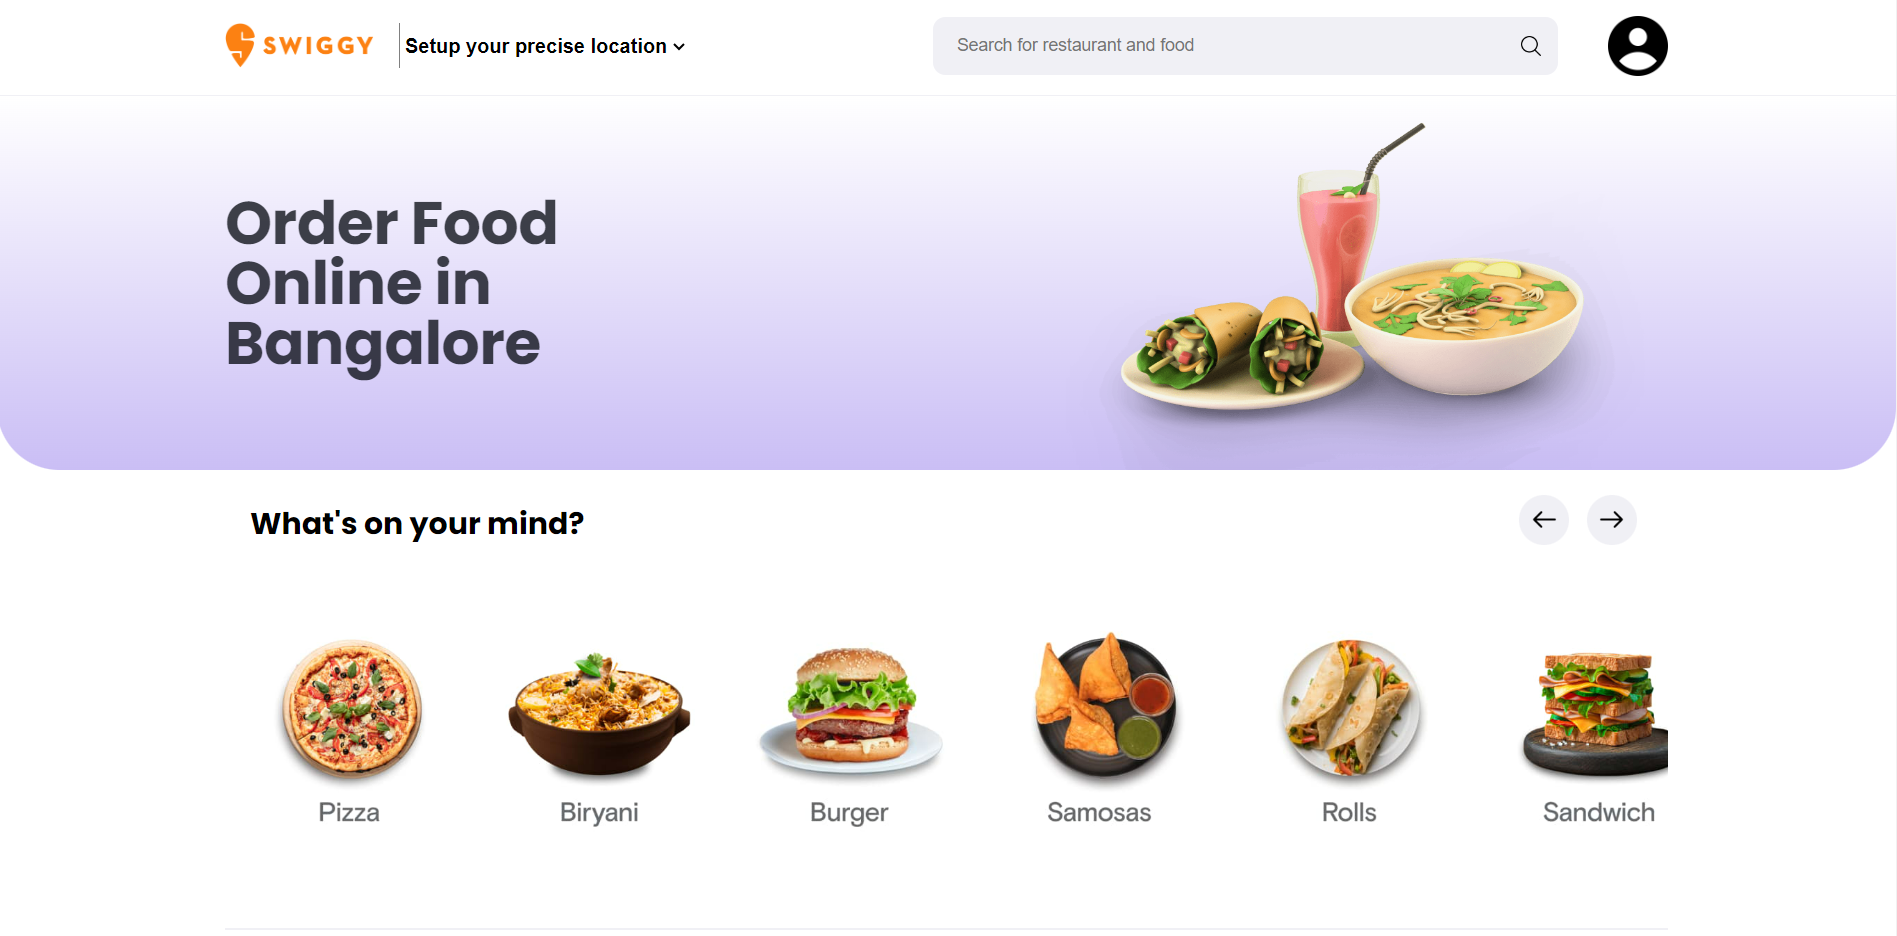 SWIGGY
Setup your precise location
Search for restaurant and food
Order Food
Online in
Bangalore
What's on your mind?
Pizza
Biryani
Burger
Samosas
Rolls
Sandwich